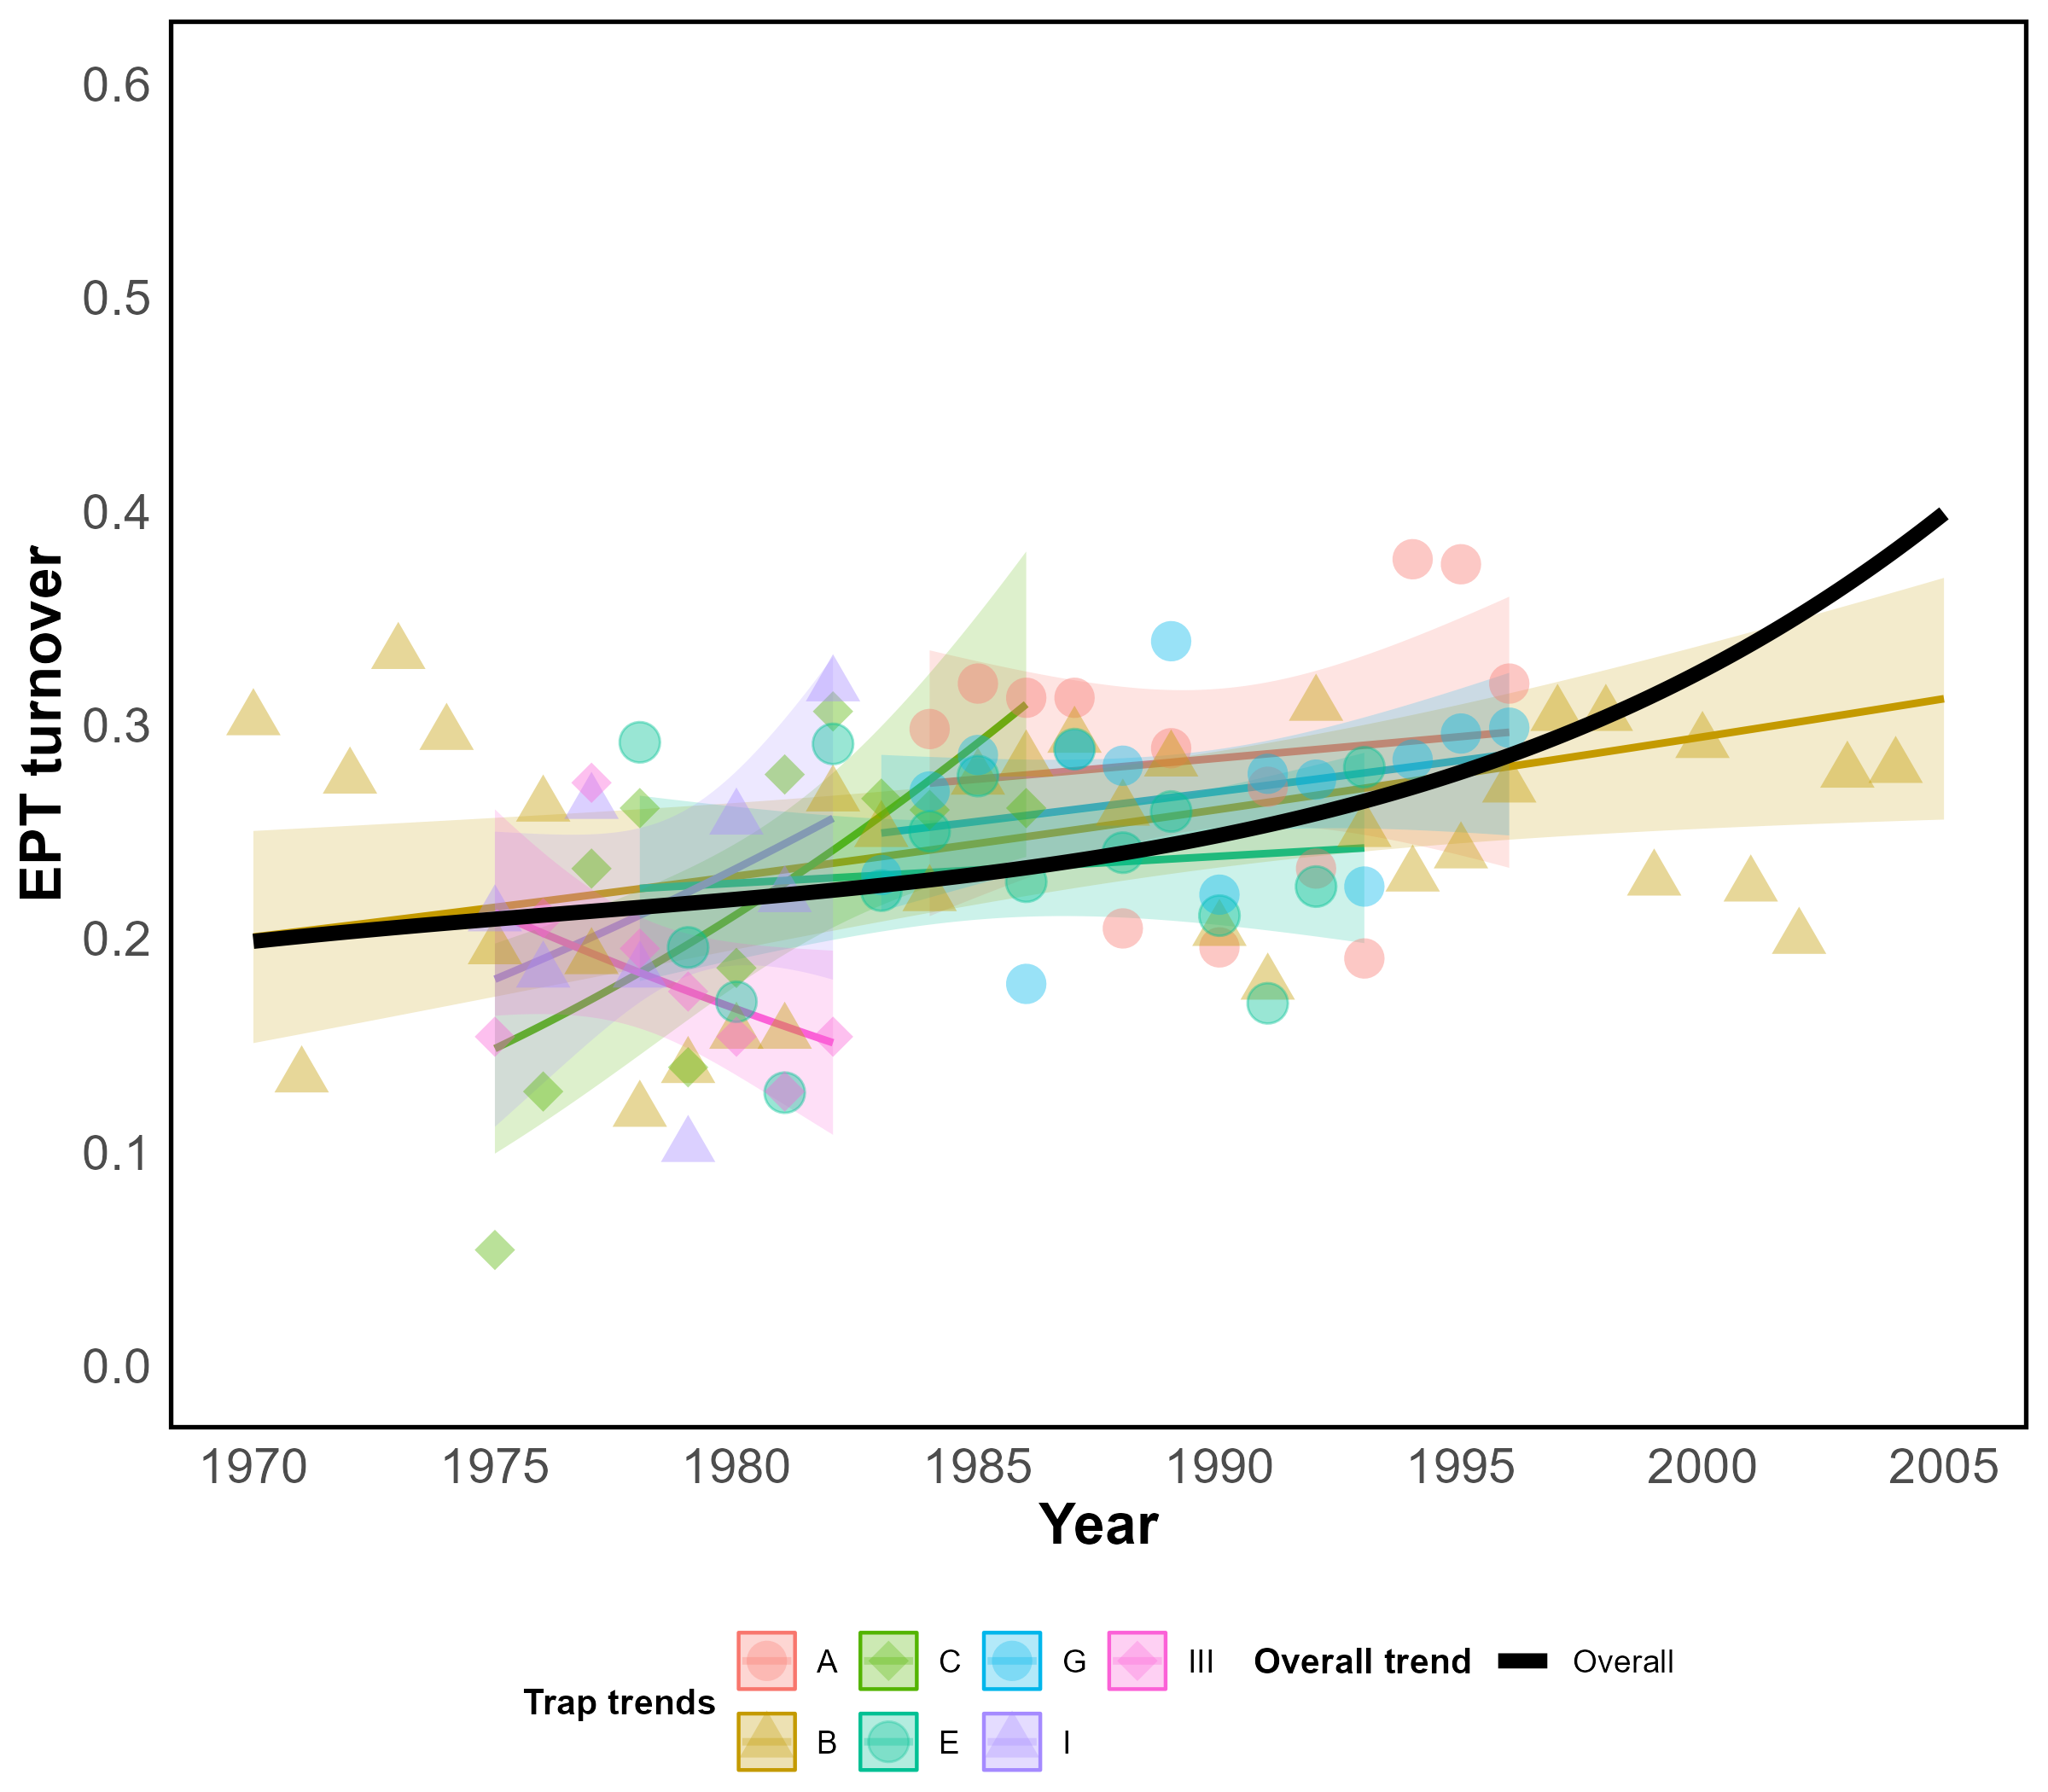 0.6
0.5
0.4
0.3
0.2
0.1
0.0
EPT turnover
1970 1975 1980 1985 1990 1995 2000 2005
Year
Trap trends
A C G III
B E I
Overall trend Overall